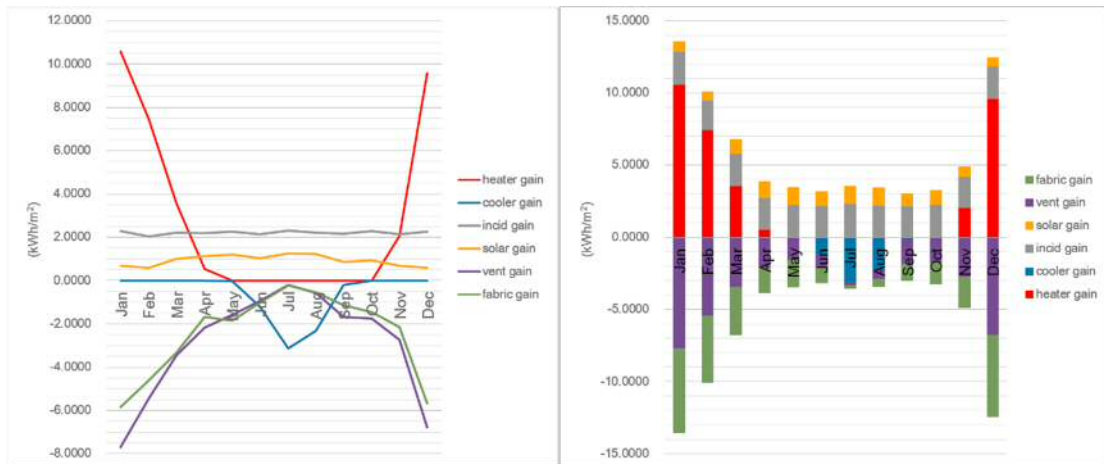 12.0000
10.0000
8.0000
6.0000
4.0000
2.0000
0.0000
-2.0000
-4.0000
-6.0000
-8.0000
(kWh/m²)
Jan Feb Mar Apr May Jun Jul Aug Sep Oct Nov Dec
heater gain
cooler gain
incid gain
solar gain
vent gain
fabric gain
15.0000
10.0000
5.0000
0.0000
-5.0000
-10.0000
-15.0000
(kWh/m²)
Jan Feb Mar Apr May Jun Jul Aug Sep Oct Nov Dec
fabric gain
vent gain
solar gain
incid gain
cooler gain
heater gain